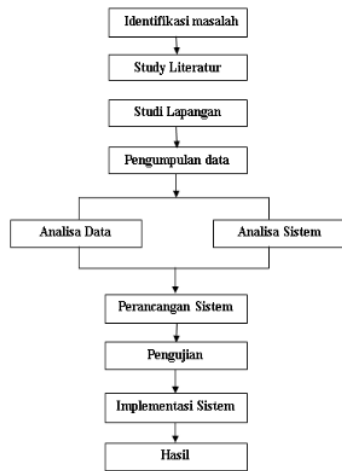 Identifikasi masalah
Study Literatur
Studi Lapangan
Pengumpulan data
Analisa Data
Analisa Sistem
Perancangan Sistem
Pengujian
Implementasi Sistem
Hasil